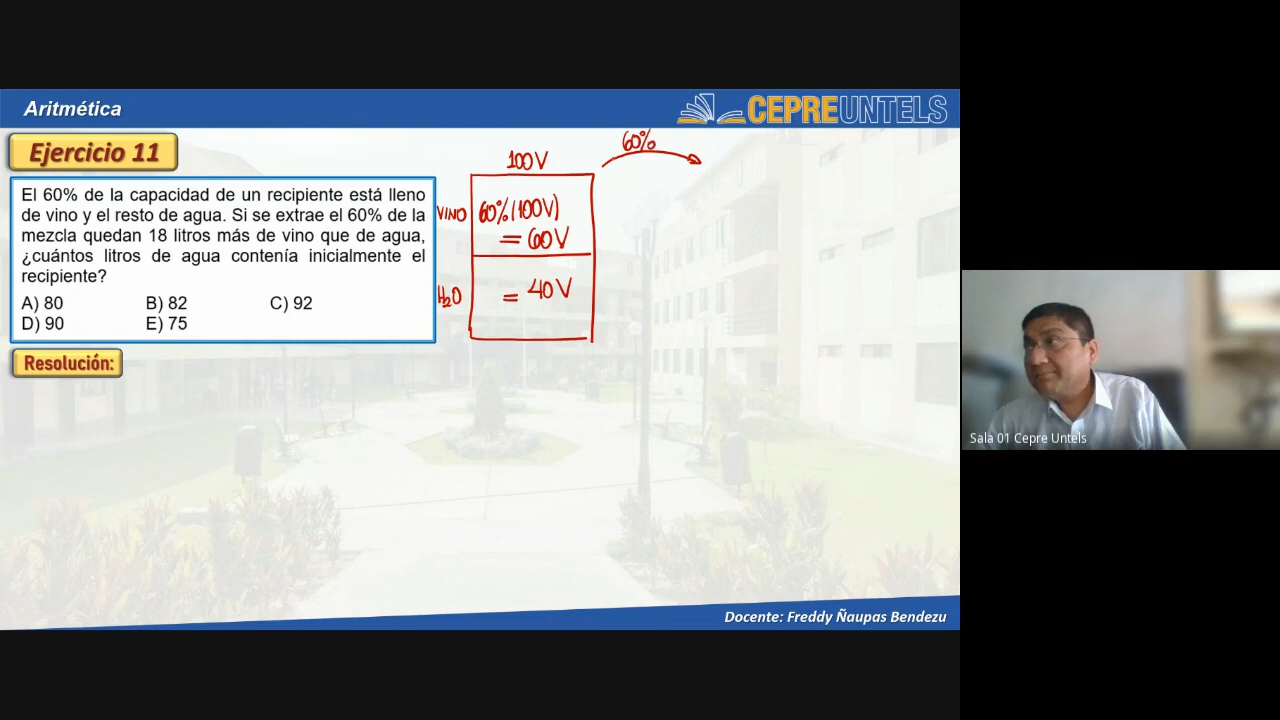 Aritmética
CEPREUNTELS
Ejercicio 11
El 60% de la capacidad de un recipiente está lleno
de vino y el resto de agua. Si se extrae el 60% de la
mezcla quedan 18 litros más de vino que de agua,
¿cuántos litros de agua contenía inicialmente el
recipiente?
A) 80 B) 82 C) 92
D) 90 E) 75
Resolución:
100V
60%
VINO 60%(100V)
= 60V
H₂O = 40V
Sala 01 Cepre Untels
Docente: Freddy Ñaupas Bendezu